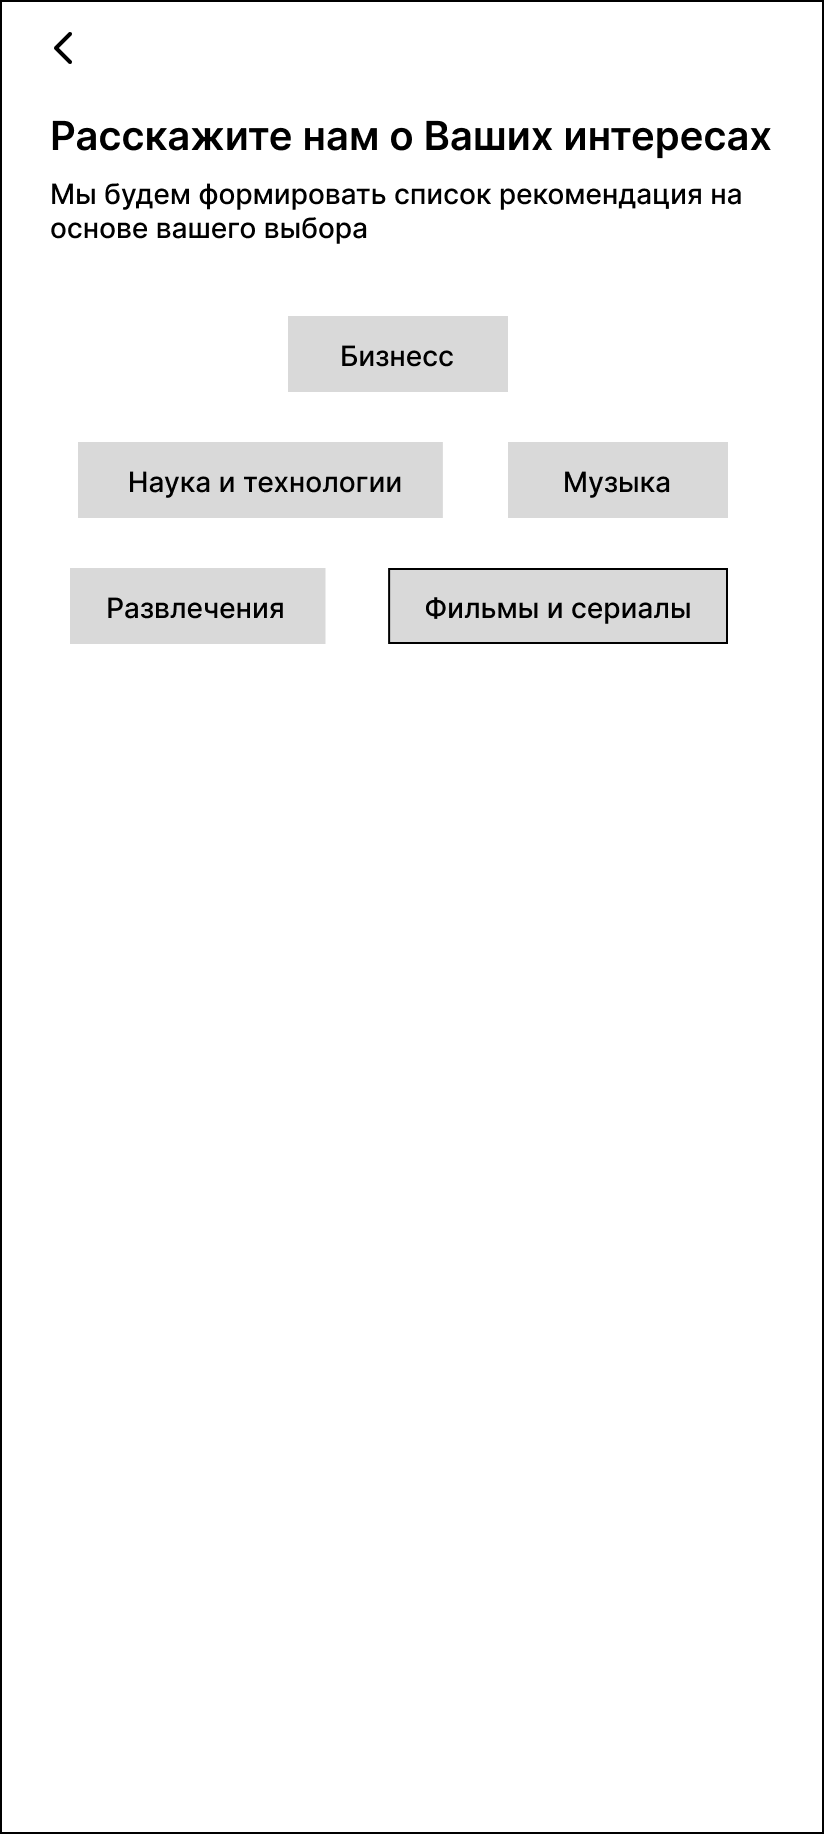 Расскажите нам о Ваших интересах
Мы будем формировать список рекомендация на
основе вашего выбора
Бизнесс
Наука и технологии
Музыка
Развлечения
Фильмы и сериалы